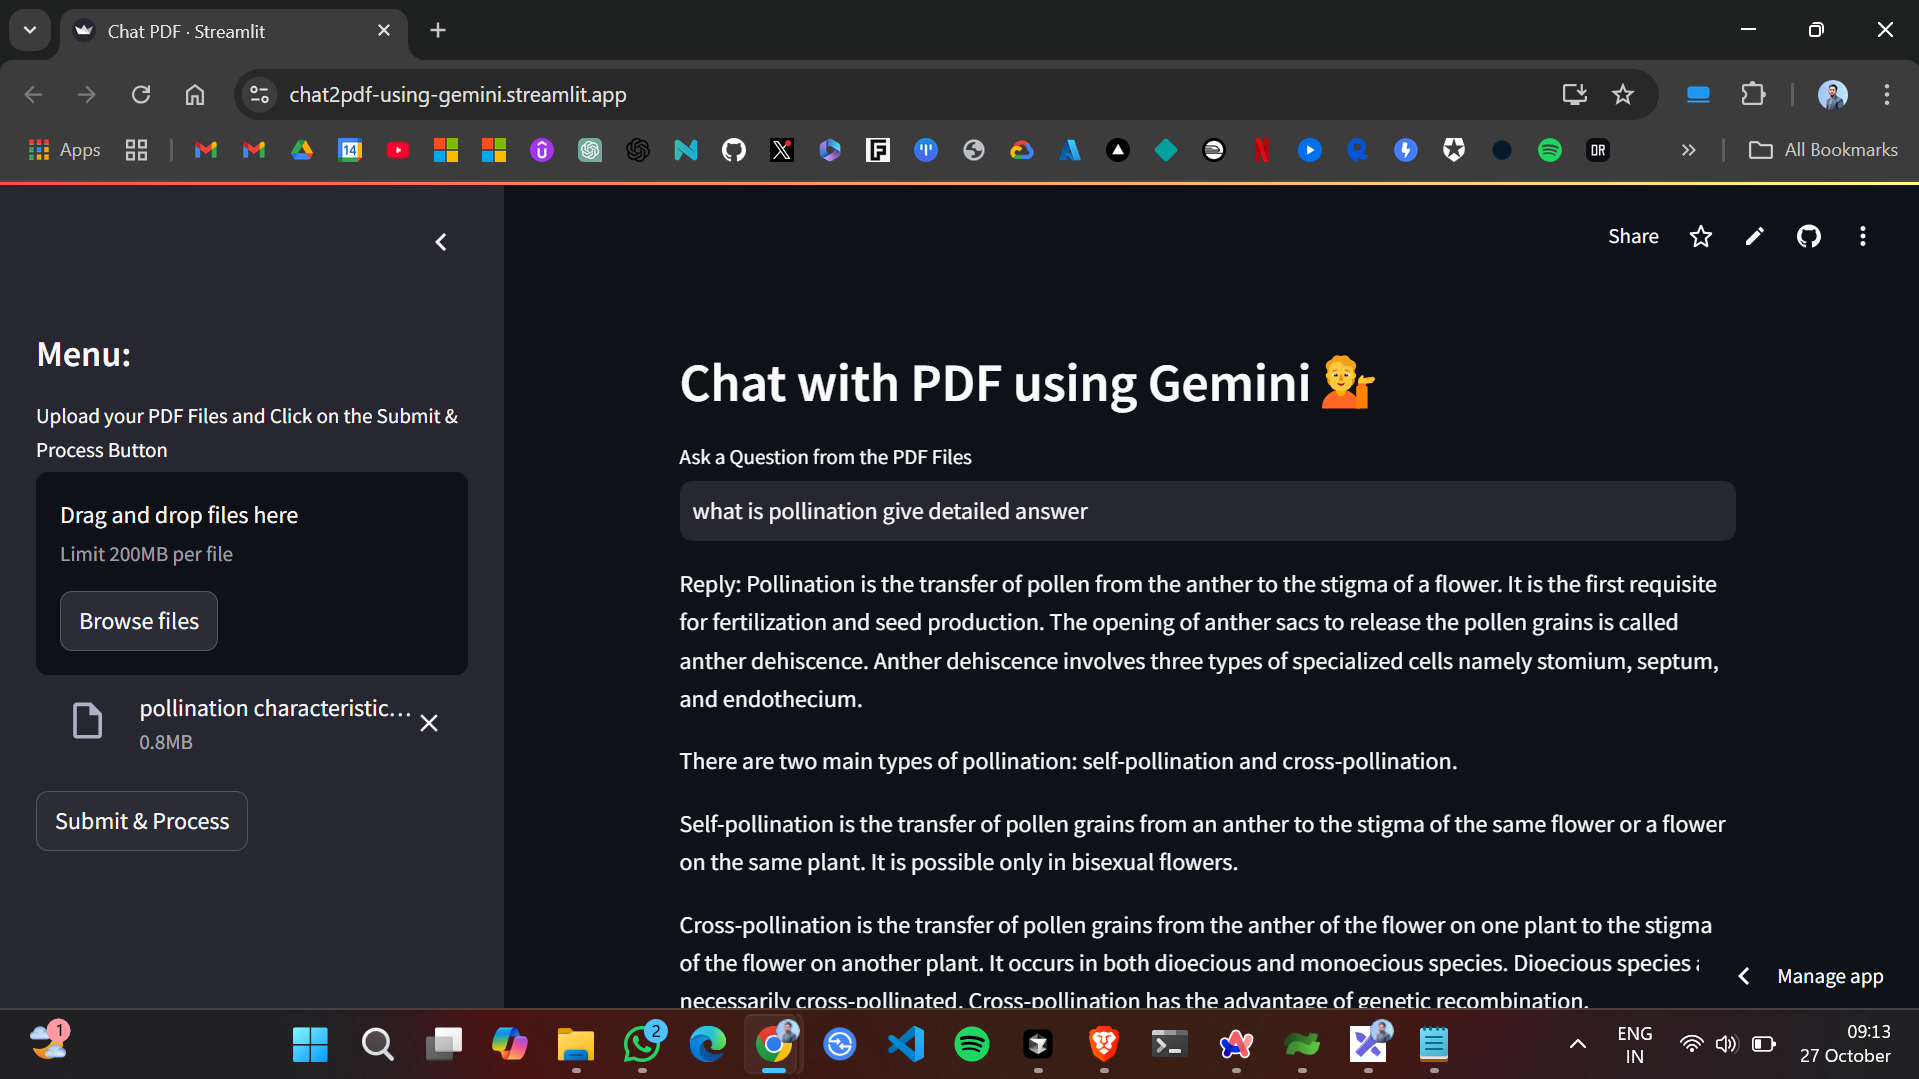 Chat PDF · Streamlit
chat2pdf-using-gemini.streamlit.app
Apps
14
DR
All Bookmarks
Share
Menu:
Upload your PDF Files and Click on the Submit &
Process Button
Drag and drop files here
Limit 200MB per file
Browse files
pollination characteristic...
0.8MB
Submit & Process
Chat with PDF using Gemini
Ask a Question from the PDF Files
what is pollination give detailed answer
Reply: Pollination is the transfer of pollen from the anther to the stigma of a flower. It is the first requisite
for fertilization and seed production. The opening of anther sacs to release the pollen grains is called
anther dehiscence. Anther dehiscence involves three types of specialized cells namely stomium, septum,
and endothecium.
There are two main types of pollination: self-pollination and cross-pollination.
Self-pollination is the transfer of pollen grains from an anther to the stigma of the same flower or a flower
on the same plant. It is possible only in bisexual flowers.
Cross-pollination is the transfer of pollen grains from the anther of the flower on one plant to the stigma
of the flower on another plant. It occurs in both dioecious and monoecious species. Dioecious species
necessarily cross-pollinated. Cross-pollination has the advantage of genetic recombination.
Manage app
1
2
ENG
IN
09:13
27 October